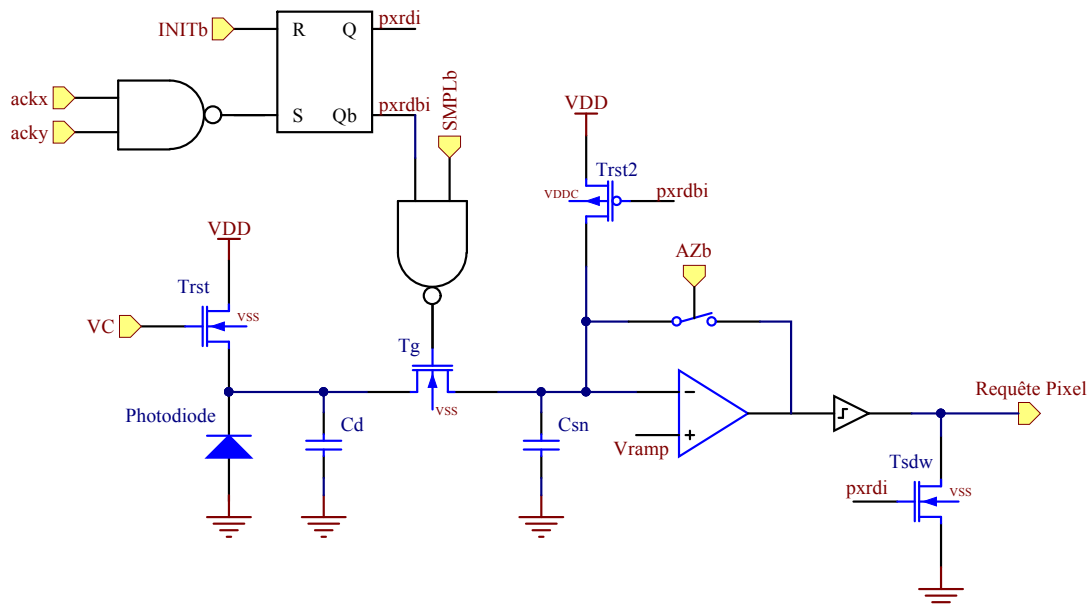 INITb
R
Q
pxrdi
ackx
acky
S
Qb
pxrdbi
SMPLb
VDD
Trst2
VDDC
pxrdbi
AZb
VDD
Trst
VSS
VC
Tg
VSS
Photodiode
Cd
Csn
−
+
Vramp
Requête Pixel
Tsdw
pxrdi
VSS